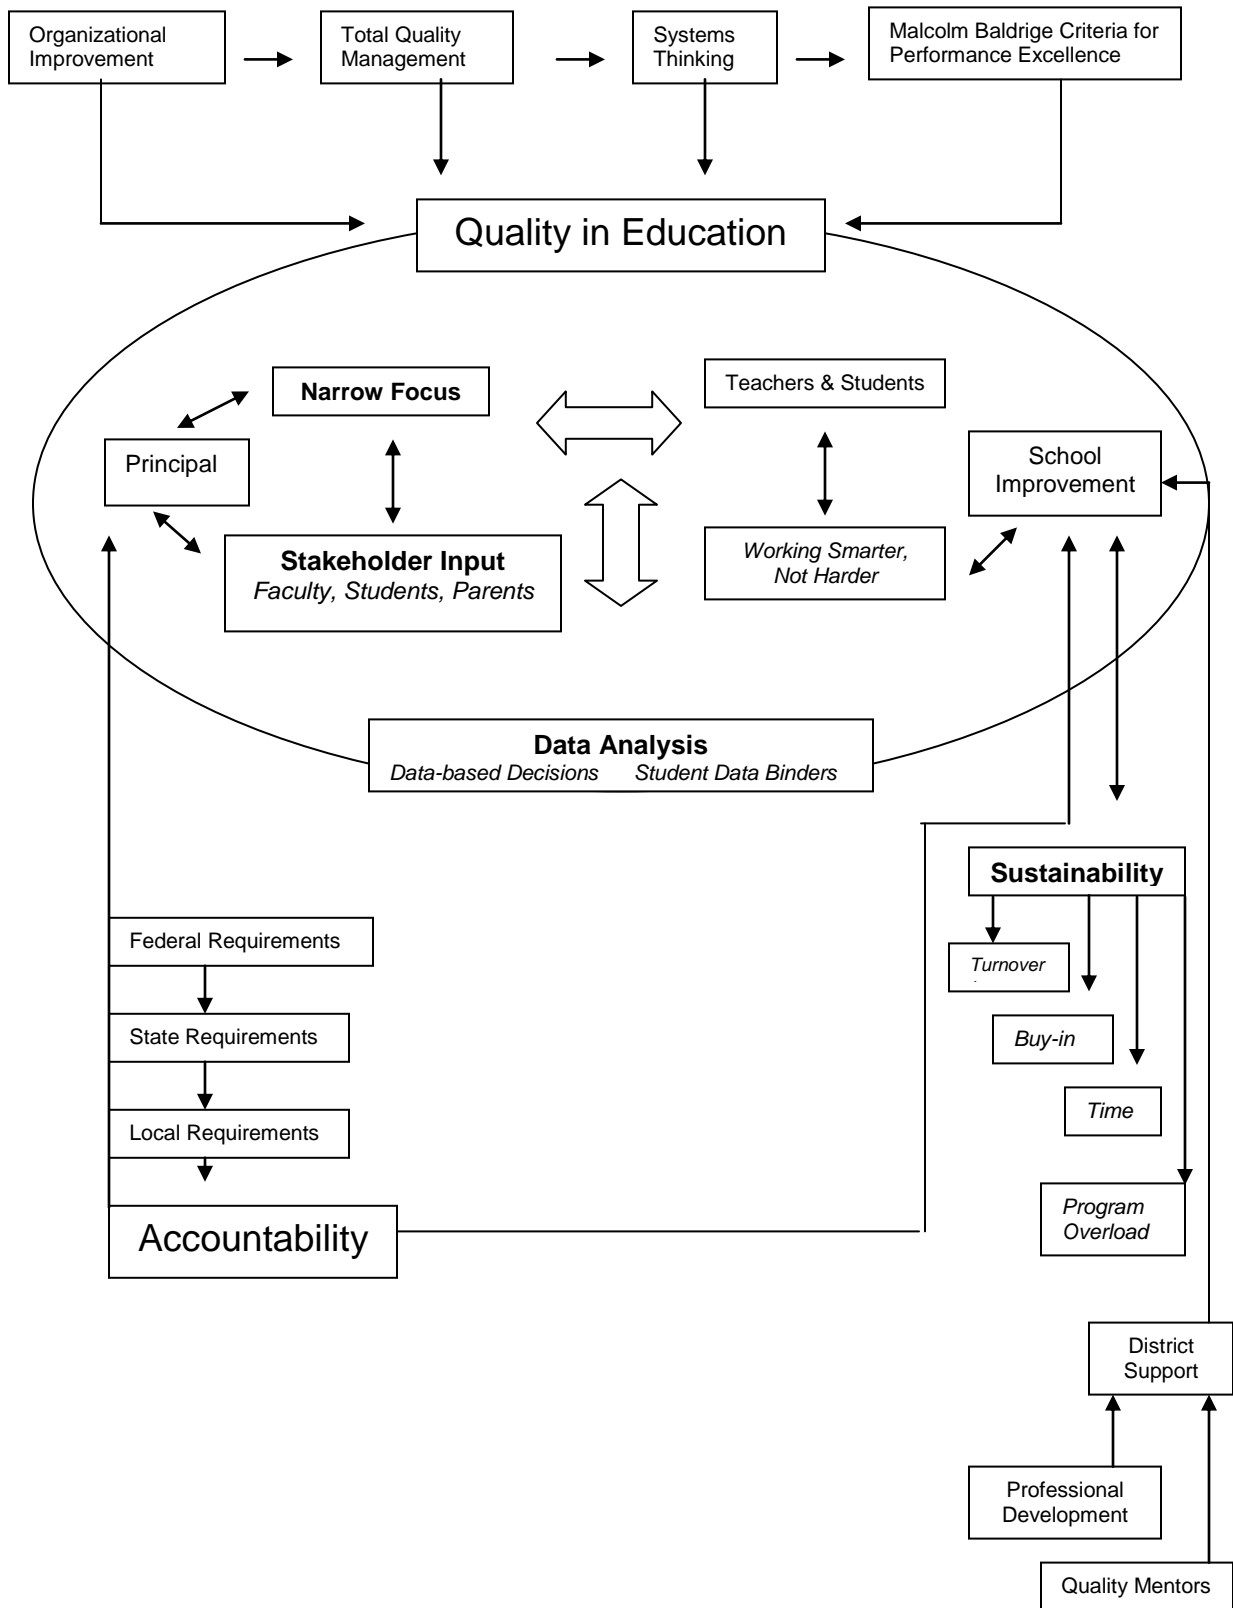 Organizational
Improvement
Total Quality
Management
Systems
Thinking
Malcolm Baldrige Criteria for
Performance Excellence
Quality in Education
Narrow Focus
Teachers & Students
Principal
School
Improvement
Stakeholder Input
Faculty, Students, Parents
Working Smarter,
Not Harder
Data Analysis
Data-based Decisions Student Data Binders
Sustainability
Federal Requirements
Turnover
State Requirements
Buy-in
Time
Local Requirements
Program
Overload
Accountability
District
Support
Professional
Development
Quality Mentors